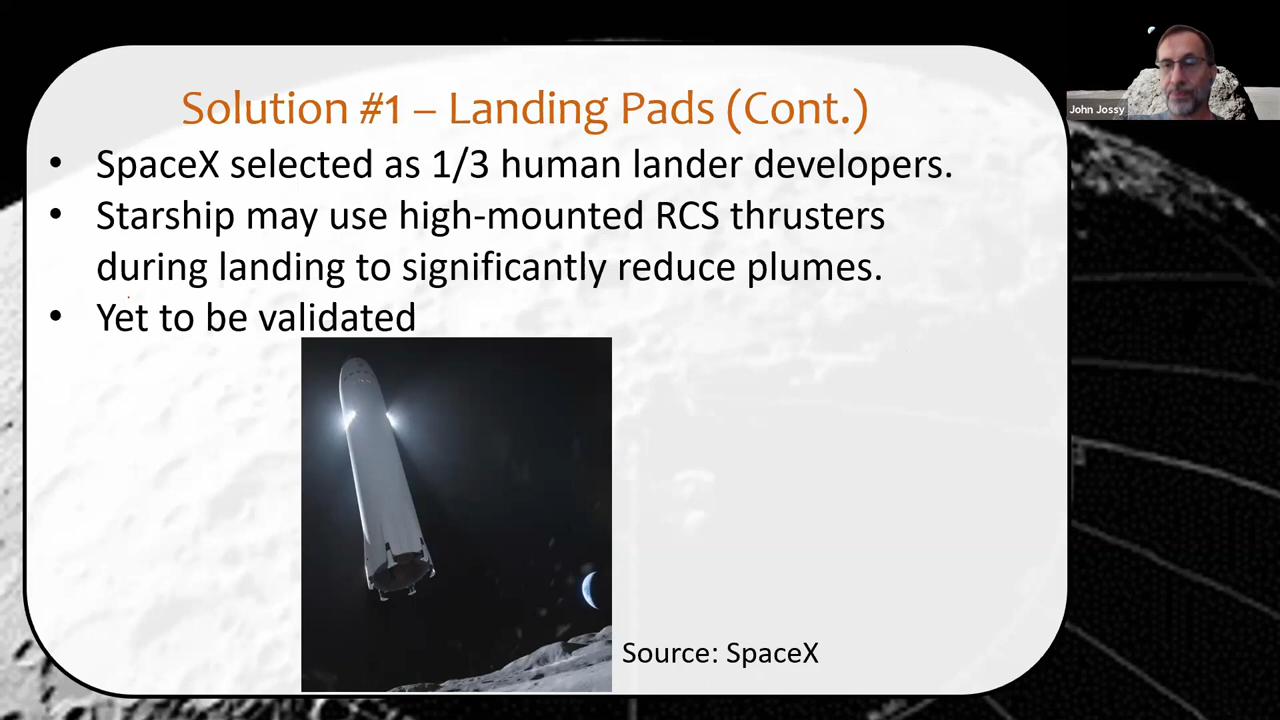 Solution #1 – Landing Pads (Cont.)
• SpaceX selected as 1/3 human lander developers.
• Starship may use high-mounted RCS thrusters
during landing to significantly reduce plumes.
• Yet to be validated
Source: SpaceX
John Jossy